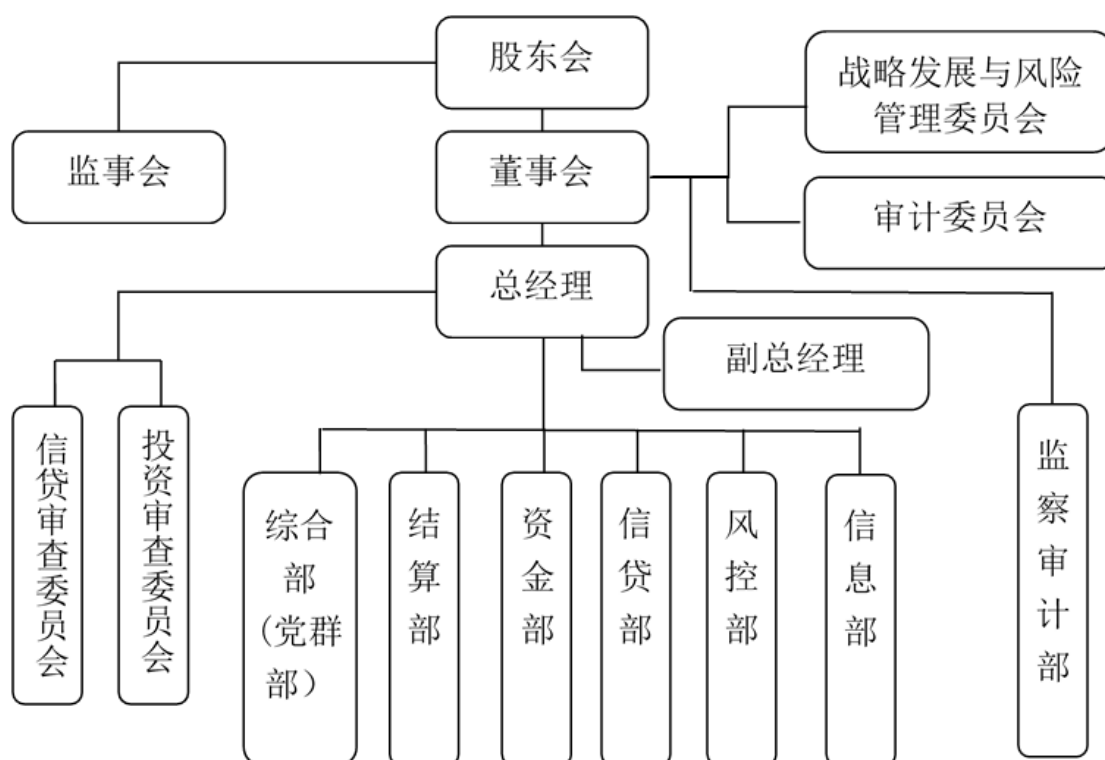 股东会
战略发展与风险
管理委员会
监事会
董事会
审计委员会
总经理
副总经理
信贷审查委员会
投资审查委员会
综合
部
（党群
部）
结算部
资金部
信贷部
风控部
信息部
监察审计部